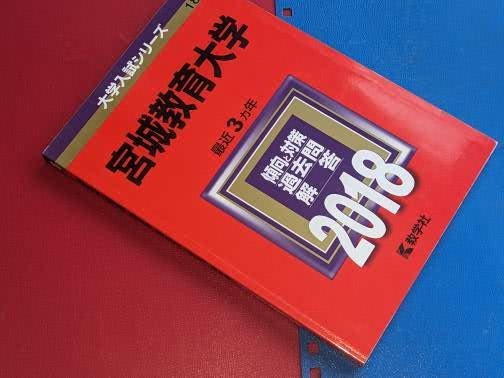 大学入試シリーズ
18
宮城教育大学
最近3カ年
傾向と対策
過去問
解答
2018
教学社